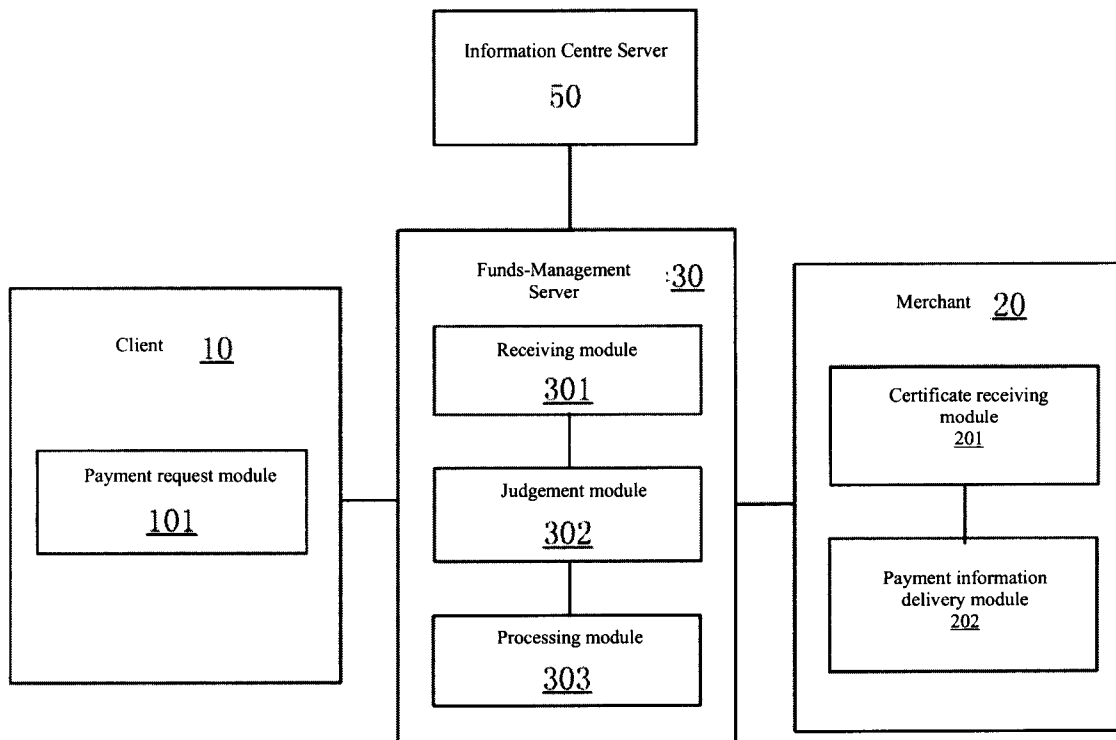 Information Centre Server
50
Funds-Management
Server
:30
Receiving module
301
Judgement module
302
Processing module
303
Client 10
Payment request module
101
Merchant 20
Certificate receiving
module
201
Payment information
delivery module
202